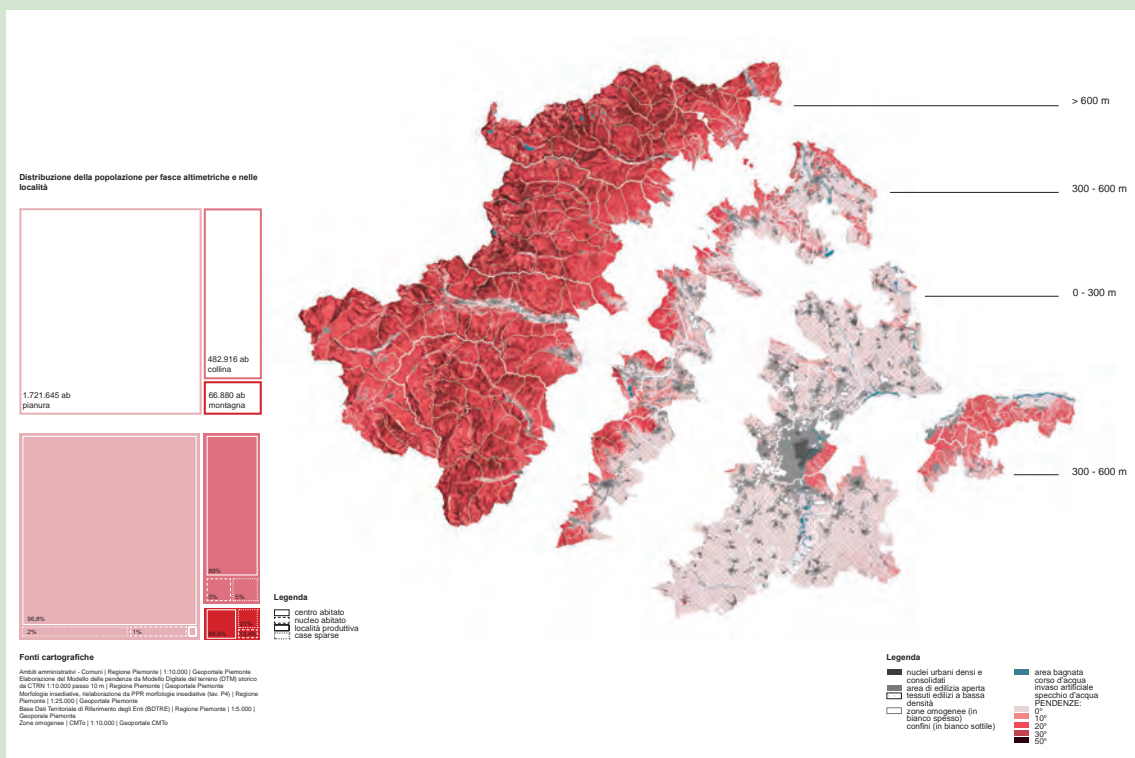 Distribuzione della popolazione per fasce altimetriche e nelle
località
482.916 ab
collina
1.721.645 ab
pianura
66.880 ab
montagna
89%
5%
96,8%
2%
1%
21%
Legenda
centro abitato
nucleo abitato
località produttiva
case sparse
> 600 m
300 - 600 m
0 - 300 m
300 - 600 m
Fonti cartografiche
Ambiti amministrativi - Comuni | Regione Piemonte | 1:10.000 | Geoportale Piemonte
Elaborazione del Modello delle pendenze da Modello Digitale del terreno (DTM) storico
da CTRN 1:10.000 passo 10 m | Regione Piemonte | Geoportale Piemonte
Morfologie insediative, rielaborazione da PPR morfologie insediative (tav. P4) | Regione
Piemonte | 1:25.000 | Geoportale Piemonte
Base Dati Territoriale di Riferimento degli Enti (BDTRE) | Regione Piemonte | 1:5.000 |
Geoporale Piemonte
Zone omogenee | CMTo | 1:10.000 | Geoportale CMTo
Legenda
nuclei urbani densi e
consolidati
area di edilizia aperta
tessuti edilizi a bassa
densità
zone omogenee (in
bianco spesso)
confini (in bianco sottile)
area bagnata
corso d'acqua
invaso artificiale
specchio d'acqua
PENDENZE:
0°
10°
20°
30°
50°